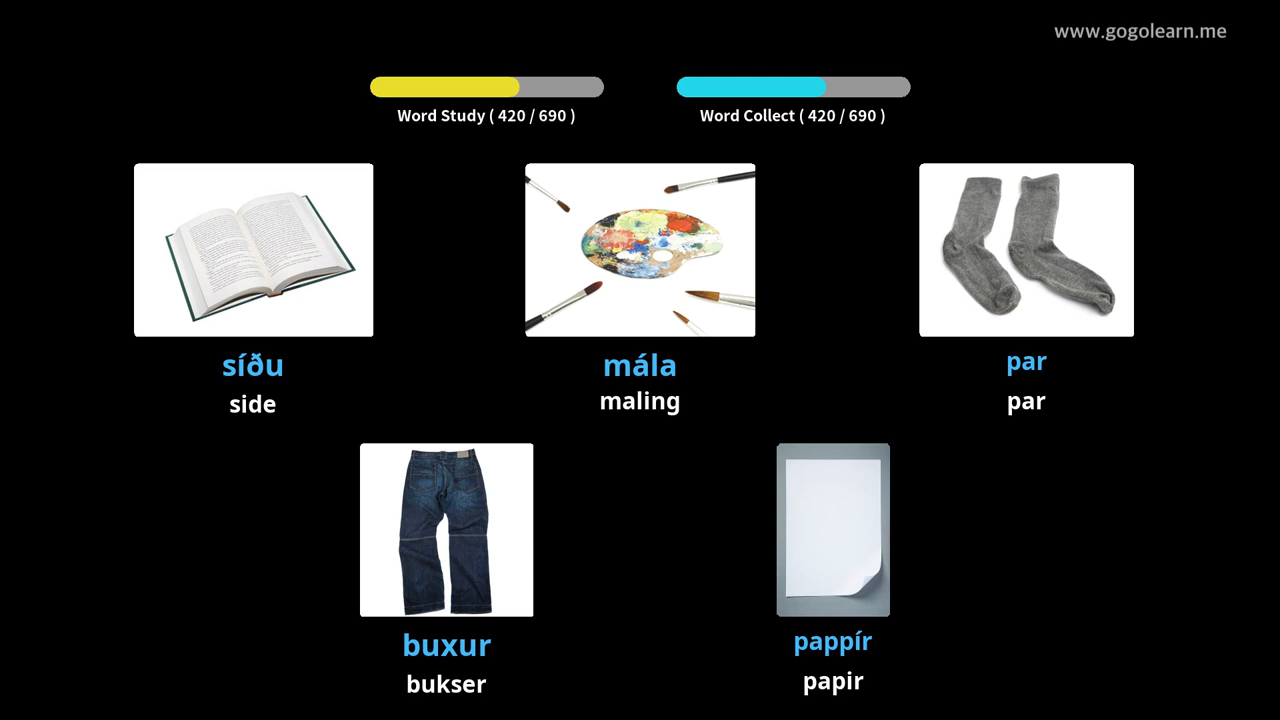 www.gogolearn.me
Word Study ( 420 / 690 )
Word Collect ( 420 / 690 )
síðu
side
mála
maling
par
par
buxur
bukser
pappír
papir